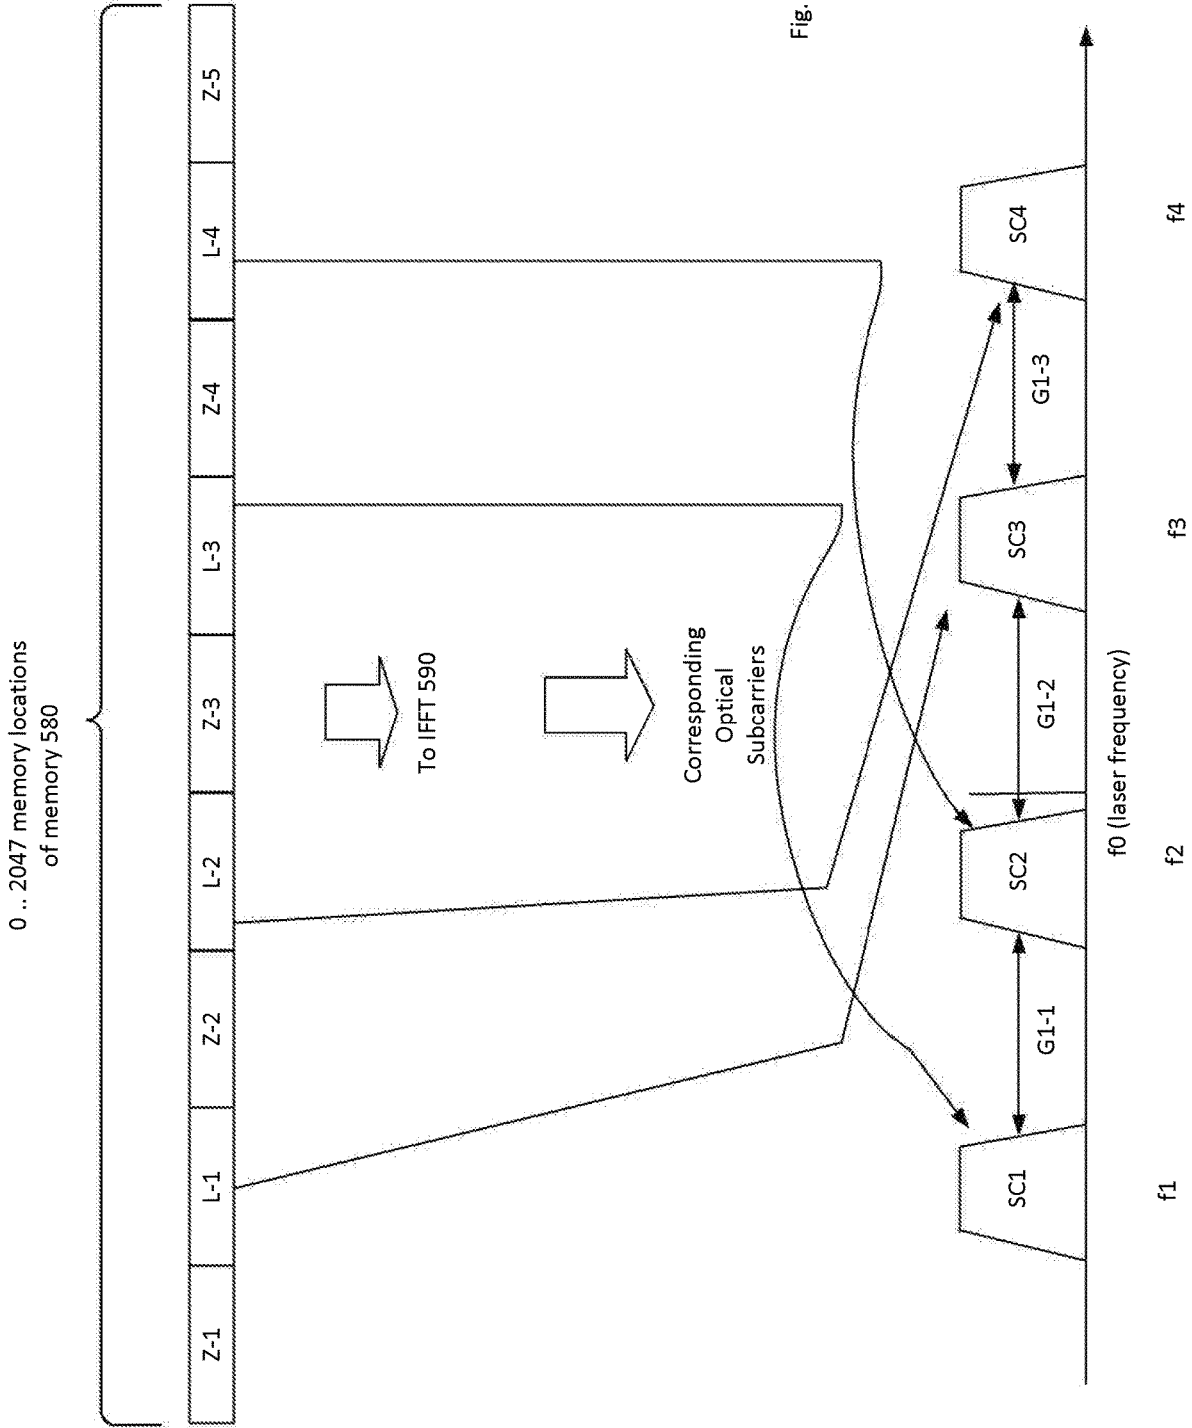 0 .. 2047 memory locations
of memory 580
Z-1
L-1
Z-2
L-2
Z-3
L-3
Z-4
L-4
Z-5
To IFFT 590
Corresponding
Optical
Subcarriers
Fig.
SC1
SC2
SC3
SC4
G1-1
G1-2
G1-3
f0 (laser frequency)
f1
f2
f3
f4